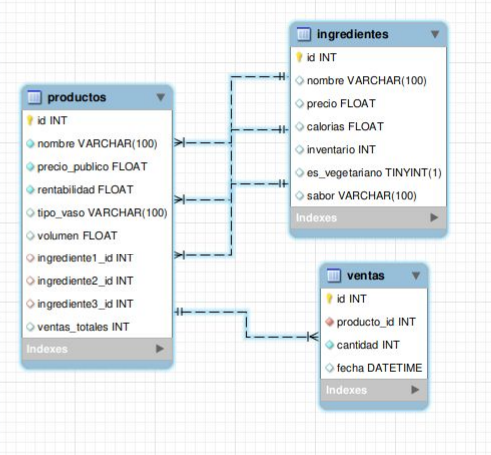 ingredientes
id INT
nombre VARCHAR(100)
precio FLOAT
calorias FLOAT
inventario INT
es_vegetariano TINYINT(1)
sabor VARCHAR(100)
Indexes
productos
id INT
nombre VARCHAR(100)
precio_publico FLOAT
rentabilidad FLOAT
tipo_vaso VARCHAR(100)
volumen FLOAT
ingrediente1_id INT
ingrediente2_id INT
ingrediente3_id INT
ventas_totales INT
Indexes
ventas
id INT
producto_id INT
cantidad INT
fecha DATETIME
Indexes